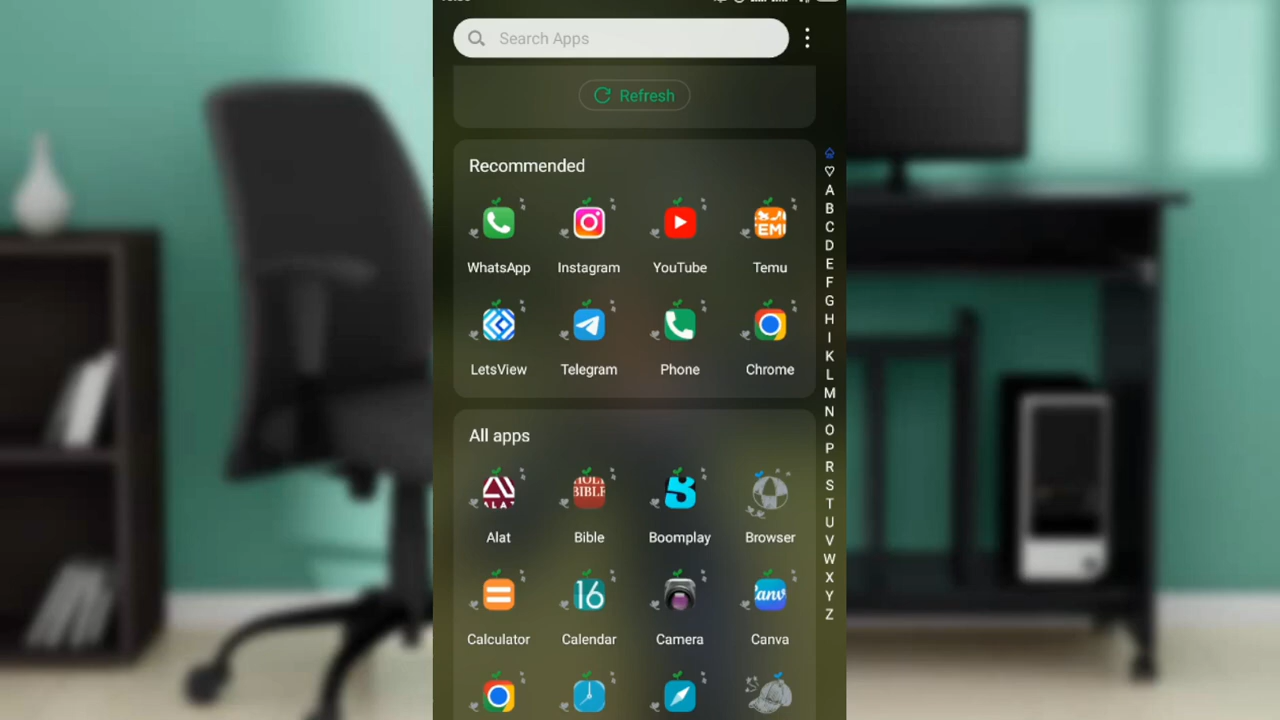 Search Apps
Refresh
Recommended
WhatsApp Instagram YouTube Temu
LetsView Telegram Phone Chrome
All apps
Alat Bible Boomplay Browser
16
Calculator Calendar Camera Canva
A
B
C
D
E
F
G
H
I
K
L
M
N
O
P
R
S
T
U
V
W
X
Y
Z